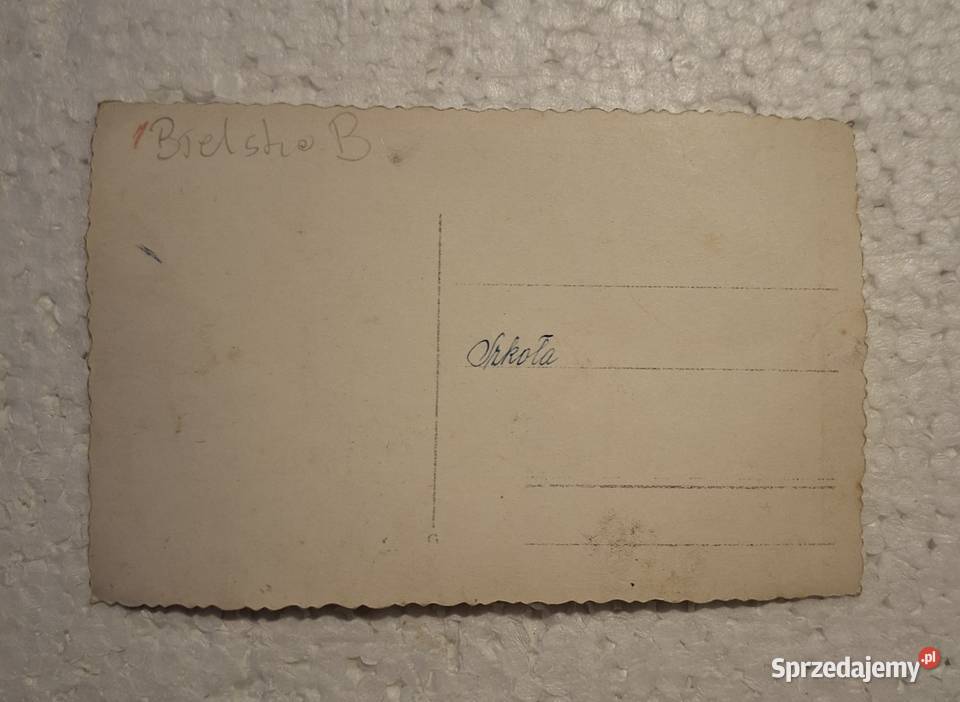 Bielsko B.
Szkoła
Sprzedajemy.pl